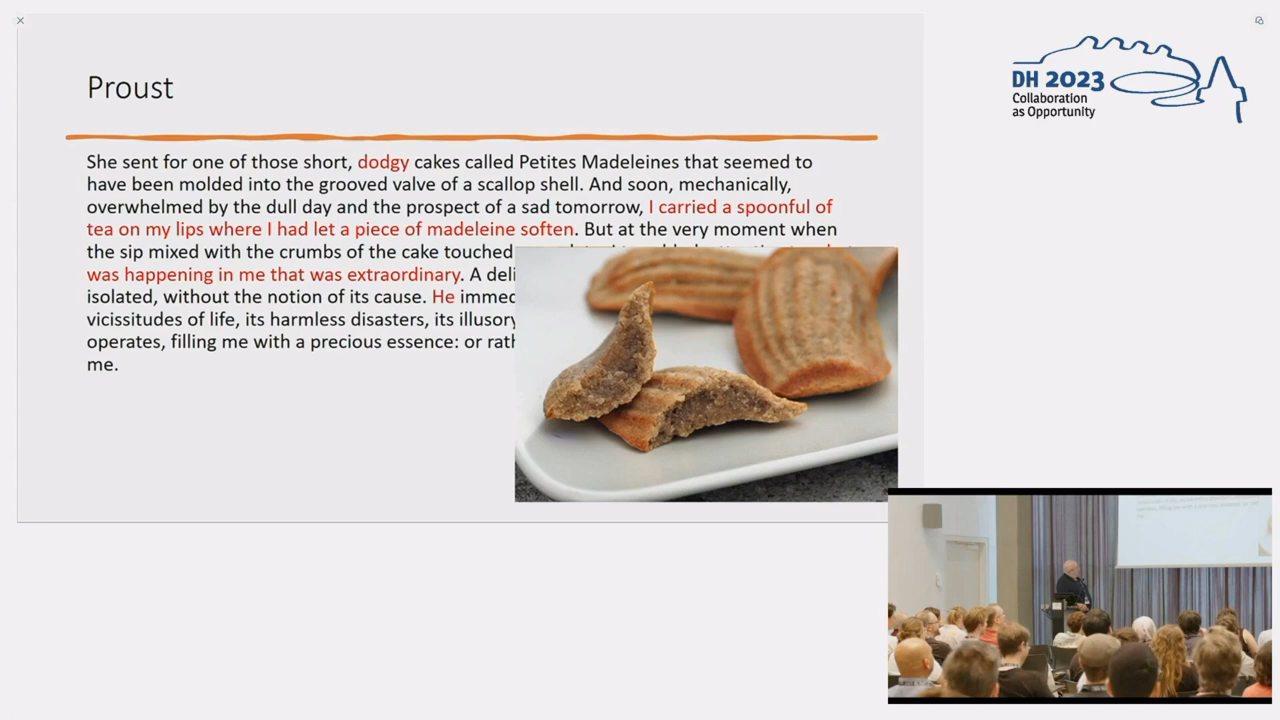 Proust
She sent for one of those short, dodgy cakes called Petites Madeleines that seemed to
have been molded into the grooved valve of a scallop shell. And soon, mechanically,
overwhelmed by the dull day and the prospect of a sad tomorrow, I carried a spoonful of
tea on my lips where I had let a piece of madeleine soften. But at the very moment when
the sip mixed with the crumbs of the cake touched
was happening in me that was extraordinary. A deli
isolated, without the notion of its cause. He immed
vicissitudes of life, its harmless disasters, its illusory
operates, filling me with a precious essence: or rath
me.
DH 2023
Collaboration
as Opportunity